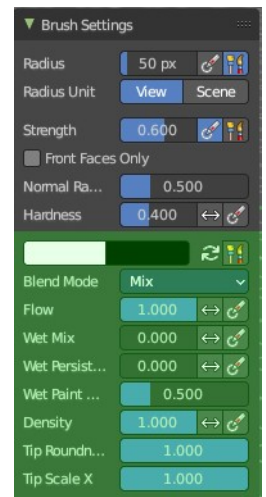 Brush Settings
Radius 50 px
Radius Unit View Scene
Strength 0.600
Front Faces Only
Normal Ra... 0.500
Hardness 0.400
Blend Mode Mix
Flow 1.000
Wet Mix 0.000
Wet Persist... 0.000
Wet Paint ... 0.500
Density 1.000
Tip Roundn... 1.000
Tip Scale X 1.000